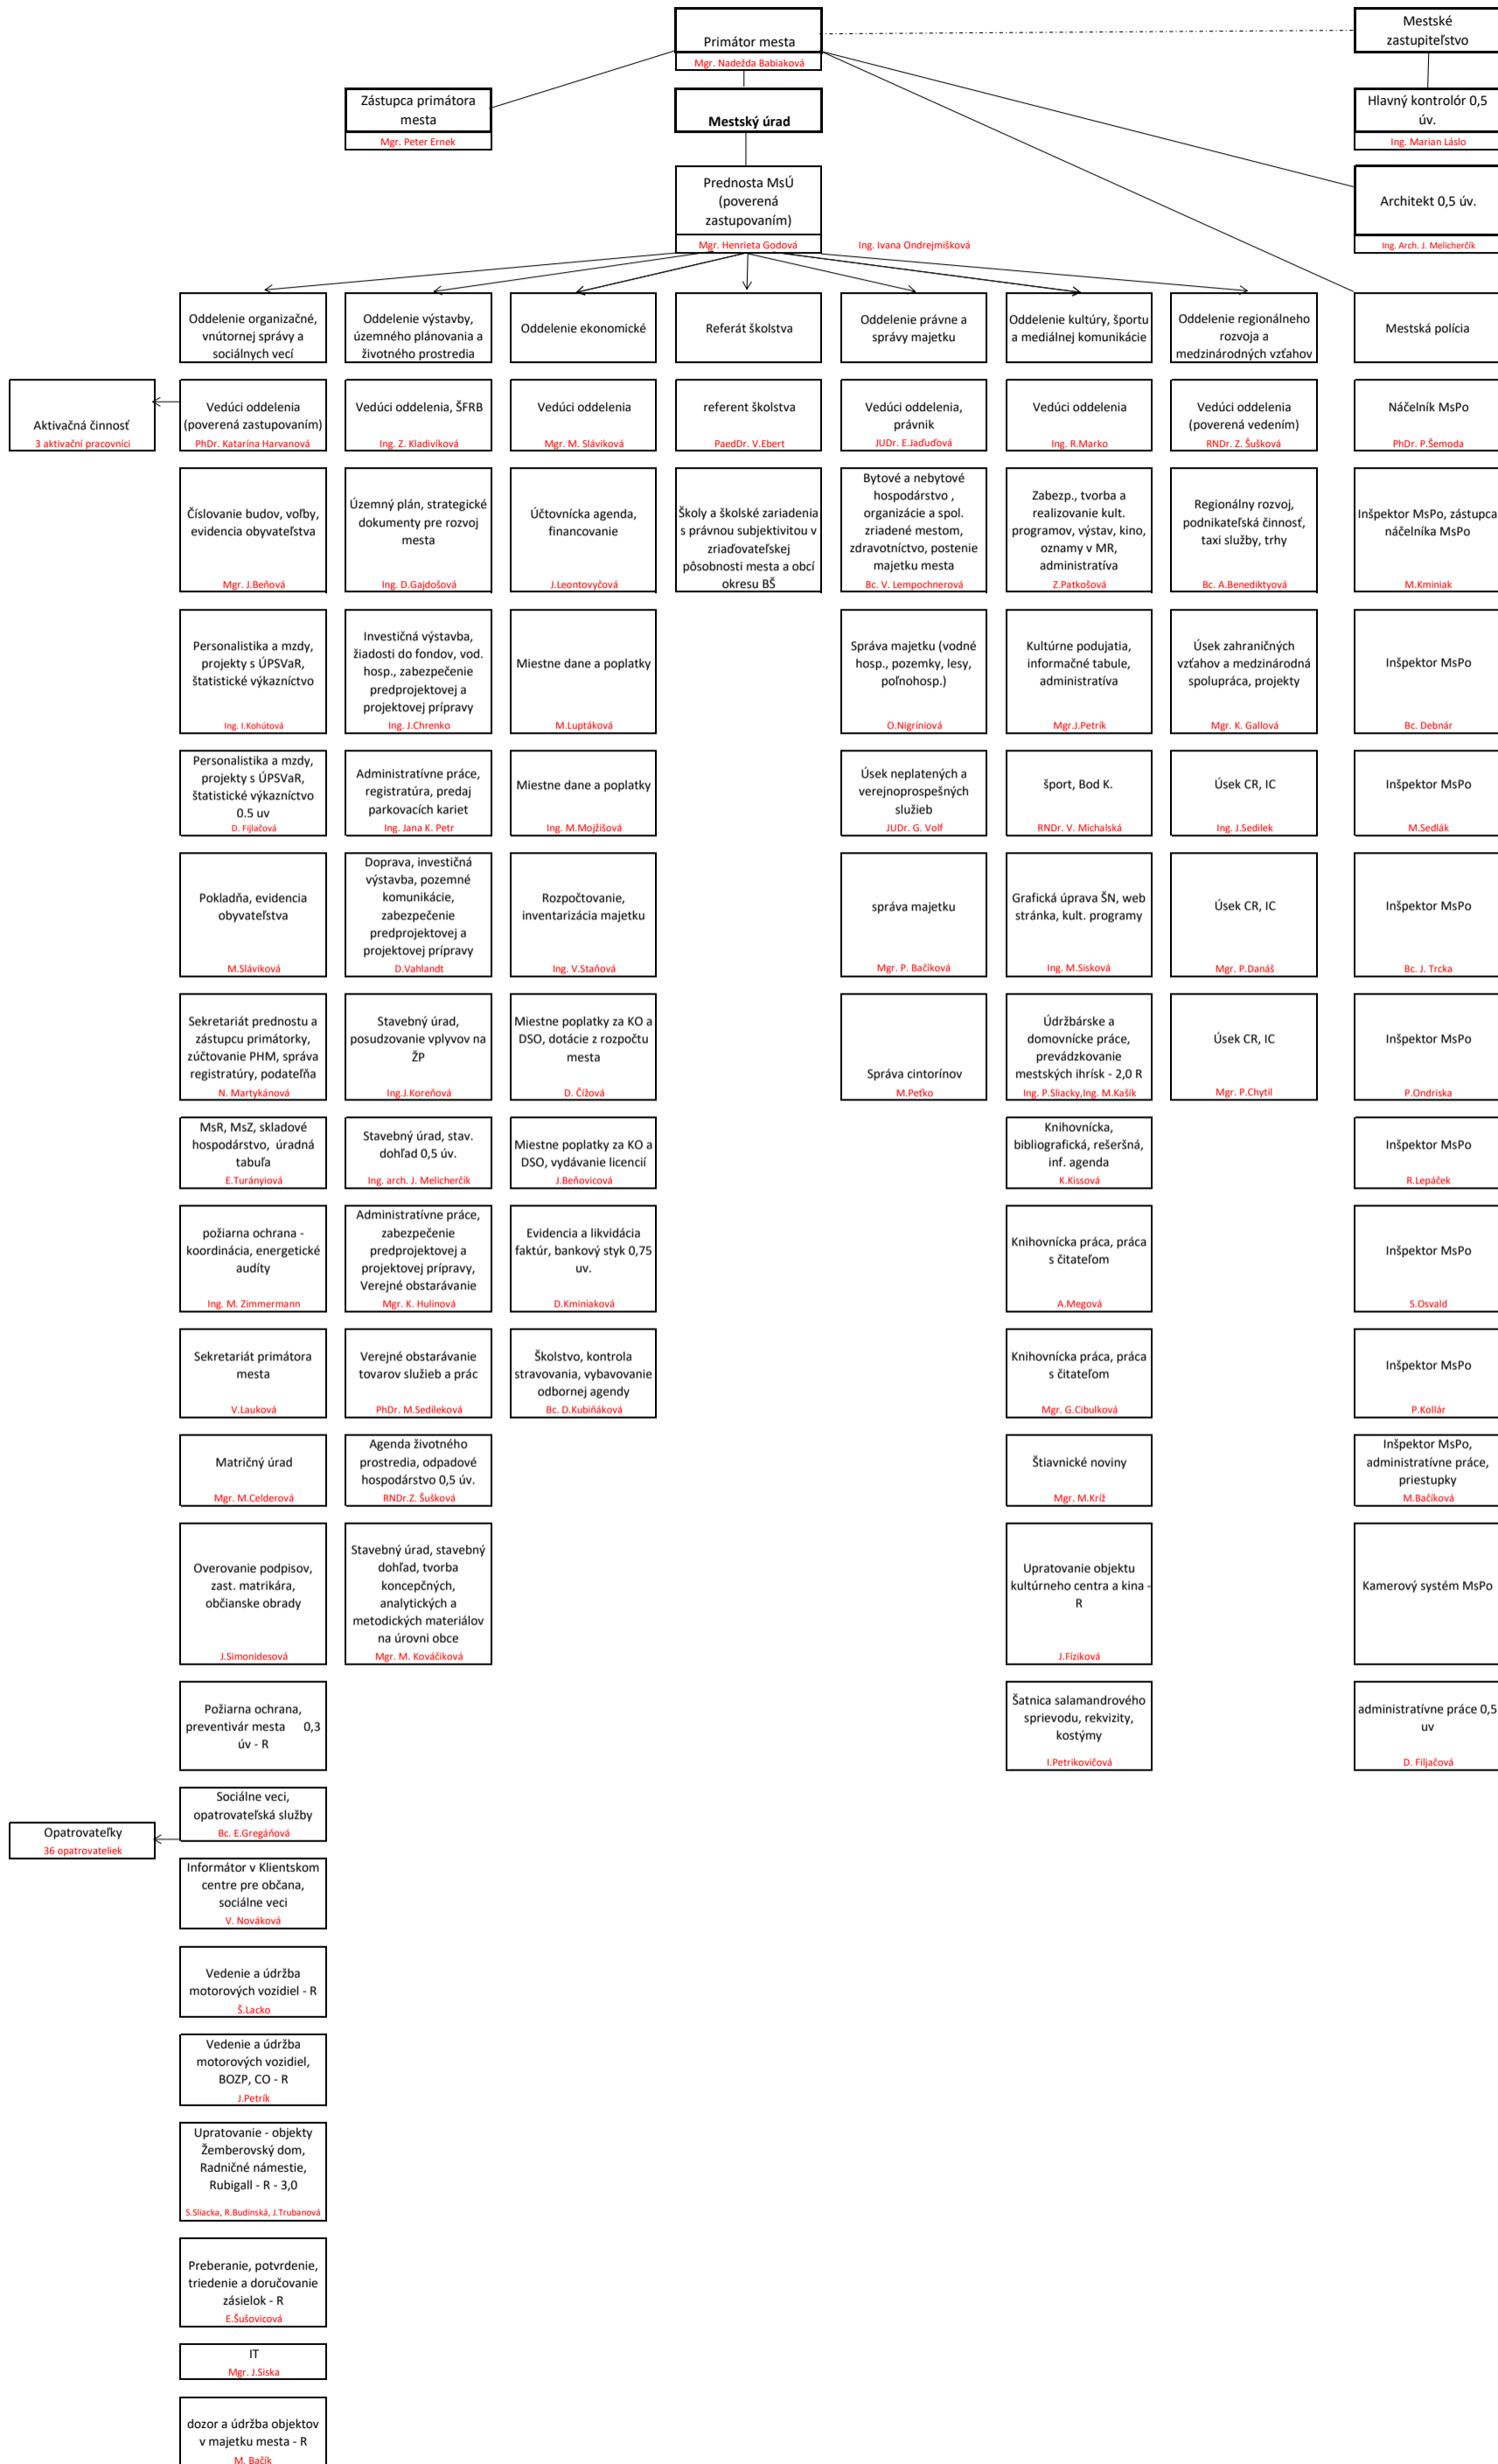 Primátor mesta
Mgr. Nadežda Babiaková
Mestské
zastupiteľstvo
Zástupca primátora
mesta
Mgr. Peter Ernek
Mestský úrad
Hlavný kontrolór 0,5
úv.
Ing. Marian Láslo
Prednosta MsÚ
(poverená
zastupovaním)
Mgr. Henrieta Godová
Ing. Ivana Ondrejmišková
Architekt 0,5 úv.
Ing. Arch. J. Melicherčík
Oddelenie organizačné,
vnútornej správy a
sociálnych vecí
Oddelenie výstavby,
územného plánovania a
životného prostredia
Oddelenie ekonomické
Referát školstva
Oddelenie právne a
správy majetku
Oddelenie kultúry, športu
a mediálnej komunikácie
Oddelenie regionálneho
rozvoja a
medzinárodných vzťahov
Mestská polícia
Aktivačná činnosť
3 aktivační pracovníci
Vedúci oddelenia
(poverená zastupovaním)
PhDr. Katarína Harvanová
Vedúci oddelenia, ŠFRB
Ing. Z. Kladivíková
Vedúci oddelenia
Mgr. M. Sláviková
referent školstva
PaedDr. V.Ebert
Vedúci oddelenia,
právnik
JUDr. E.Jaďuďová
Vedúci oddelenia
Ing. R.Marko
Vedúci oddelenia
(poverená vedením)
RNDr. Z. Šušková
Náčelník MsPo
PhDr. P.Šemoda
Číslovanie budov, voľby,
evidencia obyvateľstva
Mgr. J.Beňová
Územný plán, strategické
dokumenty pre rozvoj
mesta
Ing. D.Gajdošová
Účtovnícka agenda,
financovanie
J.Leontovyčová
Školy a školské zariadenia
s právnou subjektivitou v
zriaďovateľskej
pôsobnosti mesta a obcí
okresu BŠ
Bytové a nebytové
hospodárstvo ,
organizácie a spol.
zriadené mestom,
zdravotníctvo, postenie
majetku mesta
Bc. V. Lempochnerová
Zabezp., tvorba a
realizovanie kult.
programov, výstav, kino,
oznamy v MR,
administratíva
Z.Patkošová
Regionálny rozvoj,
podnikateľská činnosť,
taxi služby, trhy
Bc. A.Benediktyová
Inšpektor MsPo, zástupca
náčelníka MsPo
M.Kminiak
Personalistika a mzdy,
projekty s ÚPSVaR,
štatistické výkazníctvo
Ing. I.Kohútová
Investičná výstavba,
žiadosti do fondov, vod.
hosp., zabezpečenie
predprojektovej a
projektovej prípravy
Ing. J.Chrenko
Miestne dane a poplatky
M.Luptáková
Správa majetku (vodné
hosp., pozemky, lesy,
poľnohosp.)
O.Nigríniová
Kultúrne podujatia,
informačné tabule,
administratíva
Mgr.J.Petrík
Úsek zahraničných
vzťahov a medzinárodná
spolupráca, projekty
Mgr. K. Gallová
Inšpektor MsPo
Bc. Debnár
Personalistika a mzdy,
projekty s ÚPSVaR,
štatistické výkazníctvo
0.5 uv
D. Fijlačová
Administratívne práce,
registratúra, predaj
parkovacích kariet
Ing. Jana K. Petr
Miestne dane a poplatky
Ing. M.Mojžišová
Úsek neplatených a
verejnoprospešných
služieb
JUDr. G. Volf
šport, Bod K.
RNDr. V. Michalská
Úsek CR, IC
Ing. J.Sedílek
Inšpektor MsPo
M.Sedlák
Pokladňa, evidencia
obyvateľstva
M.Sláviková
Doprava, investičná
výstavba, pozemné
komunikácie,
zabezpečenie
predprojektovej a
projektovej prípravy
D.Vahlandt
Rozpočtovanie,
inventarizácia majetku
Ing. V.Staňová
správa majetku
Mgr. P. Bačíková
Grafická úprava ŠN, web
stránka, kult. programy
Ing. M.Sisková
Úsek CR, IC
Mgr. P.Danáš
Inšpektor MsPo
Bc. J. Trcka
Sekretariát prednostu a
zástupcu primátorky,
zúčtovanie PHM, správa
registratúry, podateľňa
N. Martykánová
Stavebný úrad,
posudzovanie vplyvov na
ŽP
Ing.J.Koreňová
Miestne poplatky za KO a
DSO, dotácie z rozpočtu
mesta
D. Čížová
Správa cintorínov
M.Peťko
Údržbárske a
domovnícke práce,
prevádzkovanie
mestských ihrísk - 2,0 R
Ing. P.Sliacky,Ing. M.Kašík
Úsek CR, IC
Mgr. P.Chytil
Inšpektor MsPo
P.Ondriska
MsR, MsZ, skladové
hospodárstvo, úradná
tabuľa
E.Turányiová
Stavebný úrad, stav.
dohľad 0,5 úv.
Ing. arch. J. Melicherčík
Miestne poplatky za KO a
DSO, vydávanie licencií
J.Beňovicová
Knihovnícka,
bibliografická, rešeršná,
inf. agenda
K.Kissová
Inšpektor MsPo
R.Lepáček
požiarna ochrana -
koordinácia, energetické
audíty
Ing. M. Zimmermann
Administratívne práce,
zabezpečenie
predprojektovej a
projektovej prípravy,
Verejné obstarávanie
Mgr. K. Hulinová
Evidencia a likvidácia
faktúr, bankový styk 0,75
uv.
D.Kminiaková
Knihovnícka práca, práca
s čitateľom
A.Megová
Inšpektor MsPo
S.Osvald
Sekretariát primátora
mesta
V.Lauková
Verejné obstarávanie
tovarov služieb a prác
PhDr. M.Sedíleková
Školstvo, kontrola
stravovania, vybavovanie
odbornej agendy
Bc. D.Kubiňáková
Knihovnícka práca, práca
s čitateľom
Mgr. G.Cibulková
Inšpektor MsPo
P.Kollár
Matričný úrad
Mgr. M.Celderová
Agenda životného
prostredia, odpadové
hospodárstvo 0,5 úv.
RNDr.Z. Šušková
Štiavnické noviny
Mgr. M.Kríž
Inšpektor MsPo,
administratívne práce,
priestupky
M.Bačíková
Overovanie podpisov,
zast. matrikára,
občianske obrady
J.Simonidesová
Stavebný úrad, stavebný
dohľad, tvorba
koncepčných,
analytických a
metodických materiálov
na úrovni obce
Mgr. M. Kováčiková
Upratovanie objektu
kultúrneho centra a kina -
R
J.Fíziková
Kamerový systém MsPo
Požiarna ochrana,
preventivár mesta 0,3
úv - R
Šatnica salamandrového
sprievodu, rekvizity,
kostýmy
I.Petrikovičová
administratívne práce 0,5
uv
D. Filjačová
Sociálne veci,
opatrovateľská služby
Bc. E.Gregáňová
Opatrovateľky
36 opatrovateliek
Informátor v Klientskom
centre pre občana,
sociálne veci
V. Nováková
Vedenie a údržba
motorových vozidiel - R
Š.Lacko
Vedenie a údržba
motorových vozidiel,
BOZP, CO - R
J.Petrík
Upratovanie - objekty
Žemberovský dom,
Radničné námestie,
Rubigall - R - 3,0
S.Sliacka, R.Budinská, J.Trubanová
Preberanie, potvrdenie,
triedenie a doručovanie
zásielok - R
E.Šušovicová
IT
Mgr. J.Siska
dozor a údržba objektov
v majetku mesta - R
M. Bačík